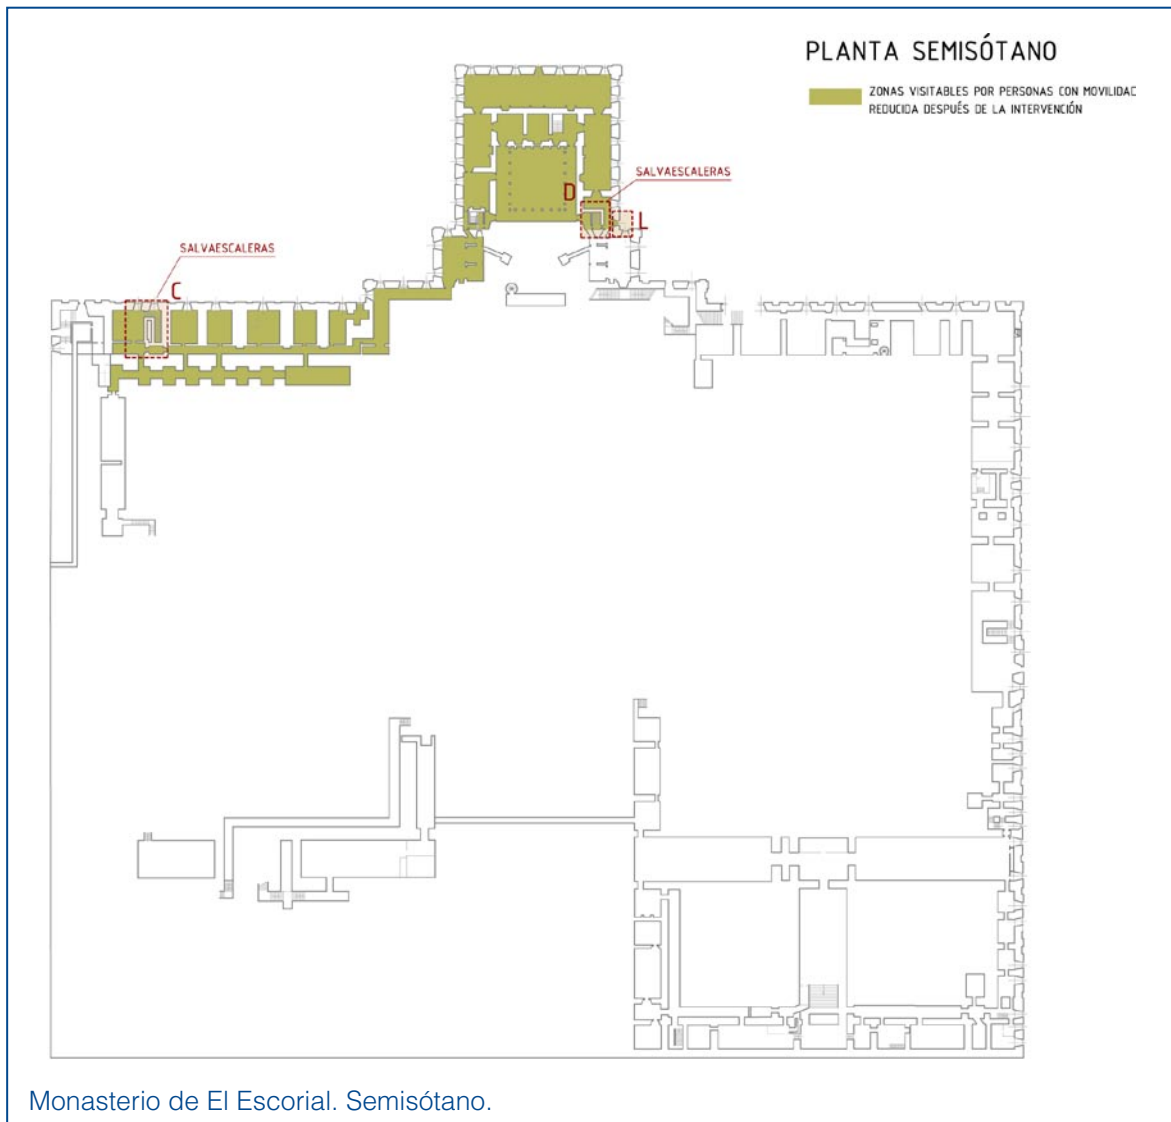 PLANTA SEMISÓTANO
ZONAS VISITABLES POR PERSONAS CON MOVILIDAD
REDUCIDA DESPUÉS DE LA INTERVENCIÓN
SALVAESCALERAS
D
L
SALVAESCALERAS
C
Monasterio de El Escorial. Semisótano.